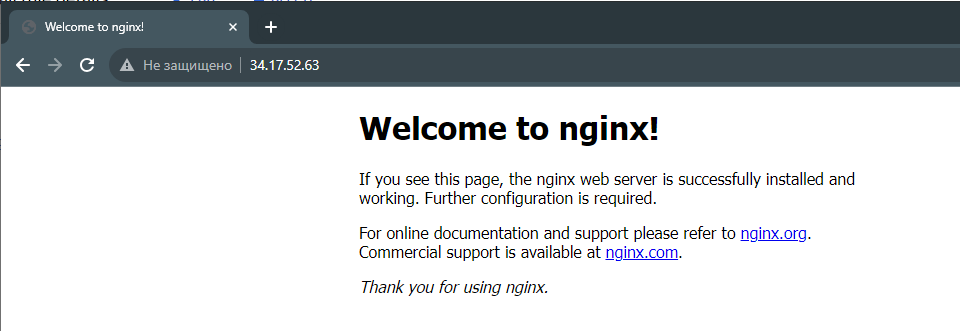 Welcome to nginx!
Не защищено
34.17.52.63
Welcome to nginx!
If you see this page, the nginx web server is successfully installed and
working. Further configuration is required.
For online documentation and support please refer to nginx.org.
Commercial support is available at nginx.com.
Thank you for using nginx.